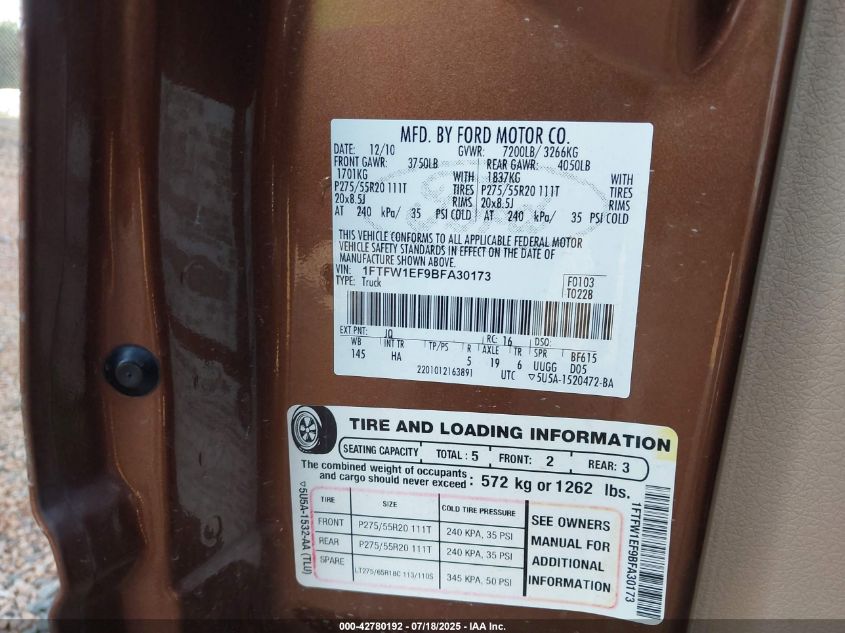 MFD. BY FORD MOTOR CO.
DATE: 12/10 GVWR: 7200LB/ 3266KG
FRONT GAWR: 3750LB REAR GAWR: 4050LB
1701KG WITH 1837KG WITH
P275/55R20 111T TIRES P275/55R20 111T TIRES
20x8.5J RIMS 20x8.5J RIMS
AT 240 kPa/ 35 PSI COLD AT 240 kPa/ 35 PSI COLD
THIS VEHICLE CONFORMS TO ALL APPLICABLE FEDERAL MOTOR
VEHICLE SAFETY STANDARDS IN EFFECT ON THE DATE OF
MANUFACTURE SHOWN ABOVE.
VIN: 1FTFW1EF9BFA30173 F0103
TYPE: Truck T0228
EXT PNT: JQ RC: 16 DSO:
WB INT TR TP/PS R AXLE TR SPR BF615
145 HA 5 19 6 UUGG D05
2201012163891 UTC ▽5U5A-1520472-BA
TIRE AND LOADING INFORMATION
SEATING CAPACITY TOTAL : 5 FRONT: 2 REAR: 3
The combined weight of occupants
and cargo should never exceed : 572 kg or 1262 lbs.
TIRE SIZE COLD TIRE PRESSURE
FRONT P275/55R20 111T 240 KPA, 35 PSI
REAR P275/55R20 111T 240 KPA, 35 PSI
SPARE LT275/65R18C 113/110S 345 KPA, 50 PSI
SEE OWNERS
MANUAL FOR
ADDITIONAL
INFORMATION
▽5U5A-1532-AA (TLU)
1FTFW1EF9BFA30173
000-42780192 - 07/18/2025 - IAA Inc.